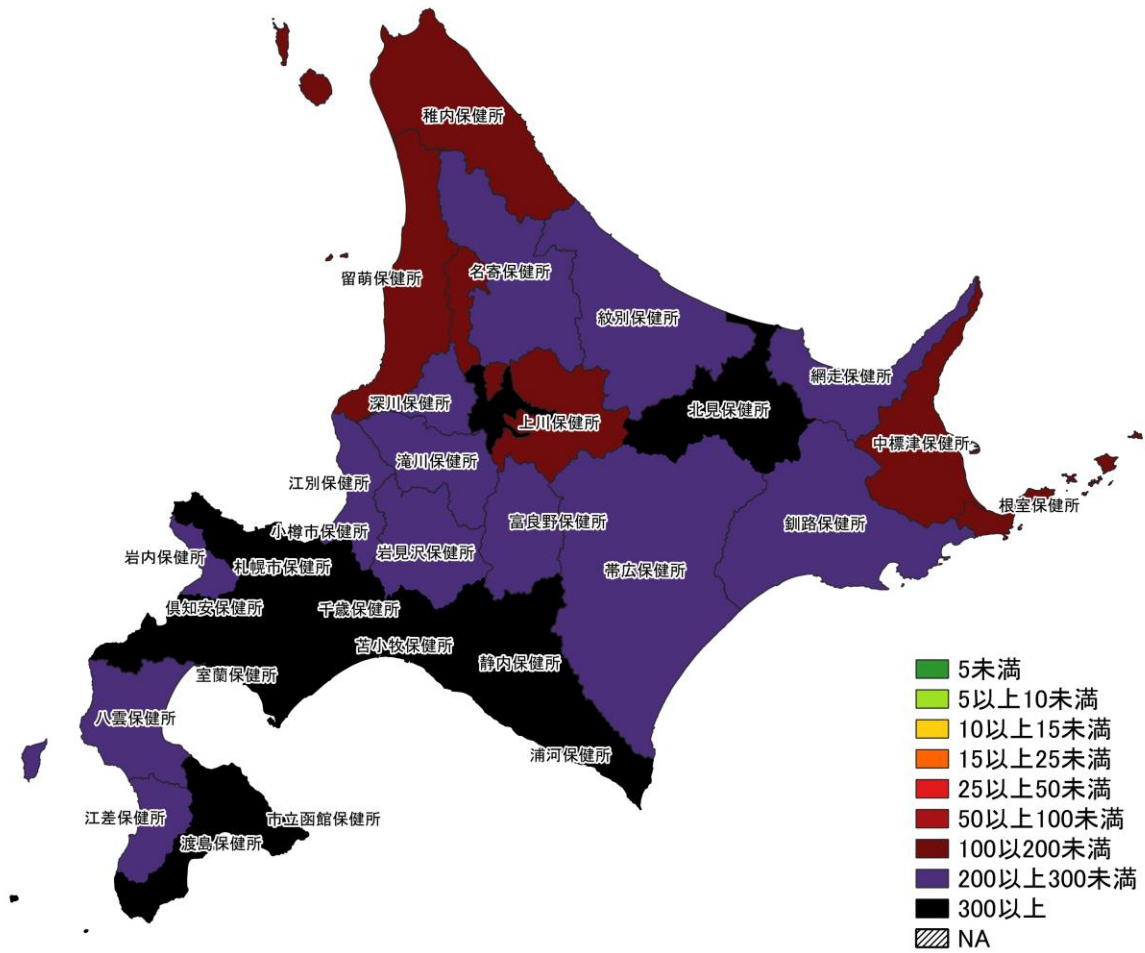 稚内保健所
名寄保健所
留萌保健所
紋別保健所
網走保健所
深川保健所
北見保健所
上川保健所
中標津保健所
滝川保健所
江別保健所
根室保健所
富良野保健所
釧路保健所
小樽市保健所
岩見沢保健所
岩内保健所
札幌市保健所
帯広保健所
倶知安保健所
千歳保健所
苫小牧保健所
静内保健所
室蘭保健所
八雲保健所
浦河保健所
江差保健所
市立函館保健所
渡島保健所
5未満
5以上10未満
10以上15未満
15以上25未満
25以上50未満
50以上100未満
100以200未満
200以上300未満
300以上
NA